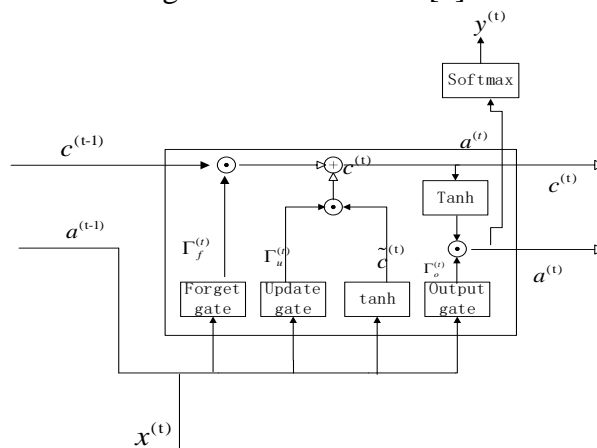 y^(t)
Softmax
a^(t)
c^(t-1)
c^(t)
c^(t)
Tanh
a^(t-1)
Γ_f^(t)
Γ_u^(t)
c̃^(t)
Γ_o^(t)
a^(t)
Forget gate
Update gate
tanh
Output gate
x^(t)